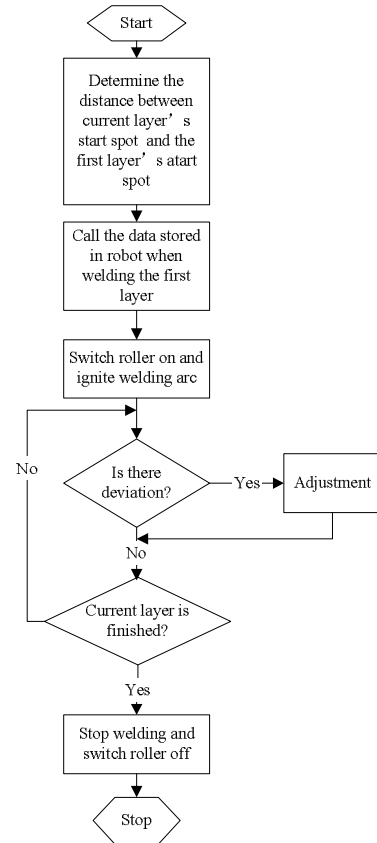 Start
Determine the
distance between
current layer’s
start spot and the
first layer’s atart
spot
Call the data stored
in robot when
welding the first
layer
Switch roller on and
ignite welding arc
No
Is there
deviation?
Yes
Adjustment
No
Current layer is
finished?
Yes
Stop welding and
switch roller off
Stop